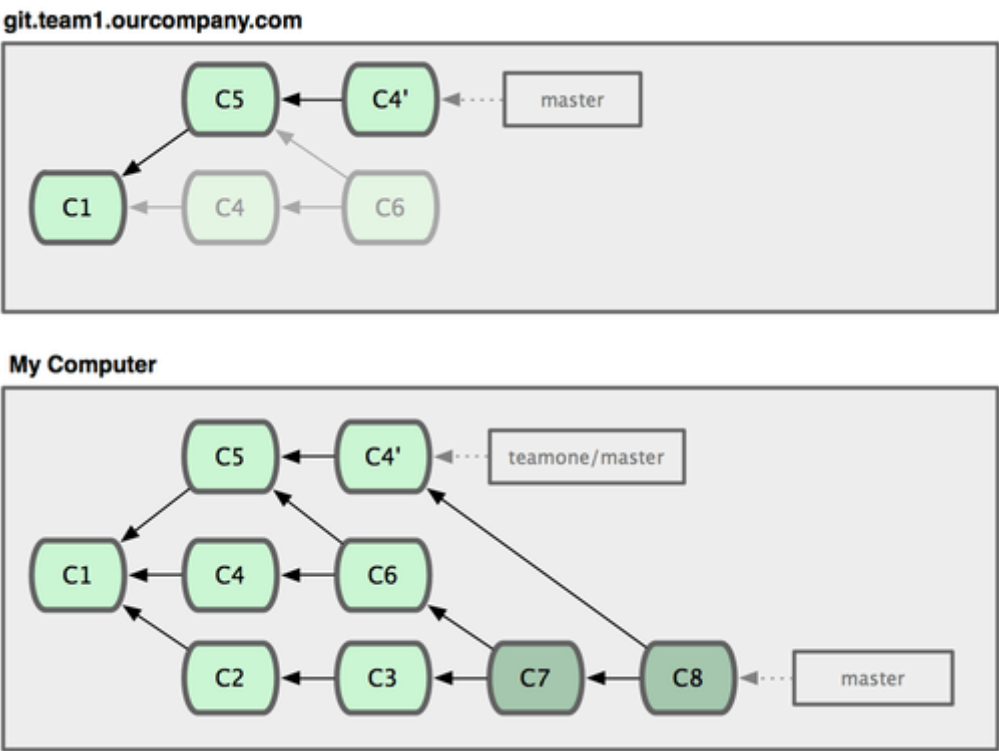 git.team1.ourcompany.com
C5 C4' master
C1 C4 C6
My Computer
C5 C4' teamone/master
C1 C4 C6
C2 C3 C7 C8 master